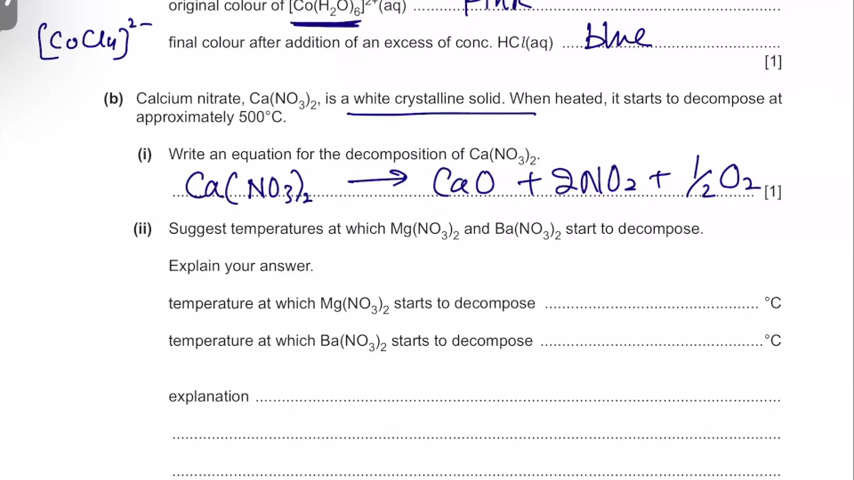 original colour of [Co(H₂O)₆]²⁺(aq) .......... pink ..........
[CoCl₄]²⁻
final colour after addition of an excess of conc. HCl(aq) .......... blue ..........
[1]
(b) Calcium nitrate, Ca(NO₃)₂, is a white crystalline solid. When heated, it starts to decompose at
approximately 500°C.
(i) Write an equation for the decomposition of Ca(NO₃)₂.
Ca(NO₃)₂ → CaO + 2NO₂ + 1/2 O₂ [1]
(ii) Suggest temperatures at which Mg(NO₃)₂ and Ba(NO₃)₂ start to decompose.
Explain your answer.
temperature at which Mg(NO₃)₂ starts to decompose .......... °C
temperature at which Ba(NO₃)₂ starts to decompose .......... °C
explanation ..........